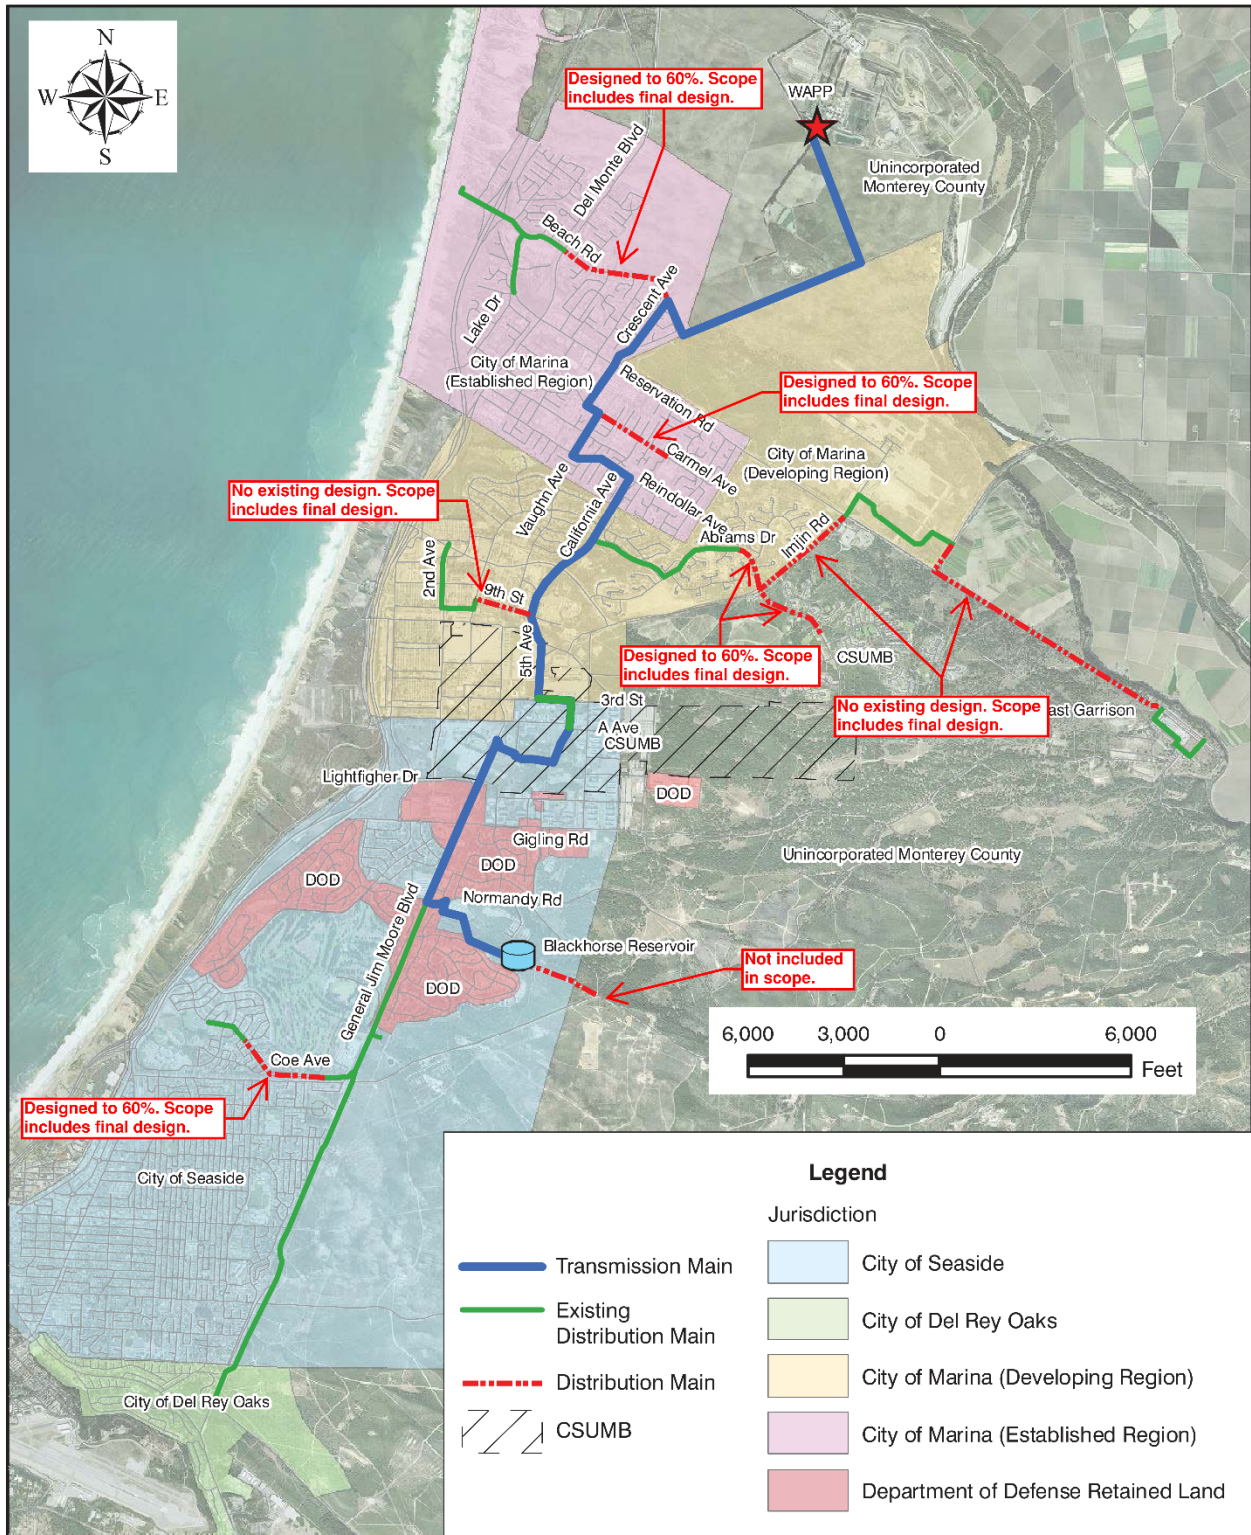 N
W
E
S
Designed to 60%. Scope
includes final design.
WAPP
Unincorporated
Monterey County
Del Monte Blvd
Beach Rd
Crescent Ave
Lake Dr
City of Marina
(Established Region)
Reservation Rd
Designed to 60%. Scope
includes final design.
Carmel Ave
City of Marina
(Developing Region)
Reindollar Ave
Vaughn Ave
California Ave
No existing design. Scope
includes final design.
Abrams Dr
Imjin Rd
2nd Ave
9th St
5th Ave
Designed to 60%. Scope
includes final design.
CSUMB
No existing design. Scope
includes final design.
ast Garrison
3rd St
A Ave
CSUMB
Lightfigher Dr
DOD
Gigling Rd
DOD
DOD
Unincorporated Monterey County
Normandy Rd
General Jim Moore Blvd
Blackhorse Reservoir
Not included
in scope.
DOD
6,000
3,000
0
6,000
Feet
Coe Ave
Designed to 60%. Scope
includes final design.
City of Seaside
City of Del Rey Oaks
Legend
Jurisdiction
Transmission Main
Existing
Distribution Main
Distribution Main
CSUMB
City of Seaside
City of Del Rey Oaks
City of Marina (Developing Region)
City of Marina (Established Region)
Department of Defense Retained Land